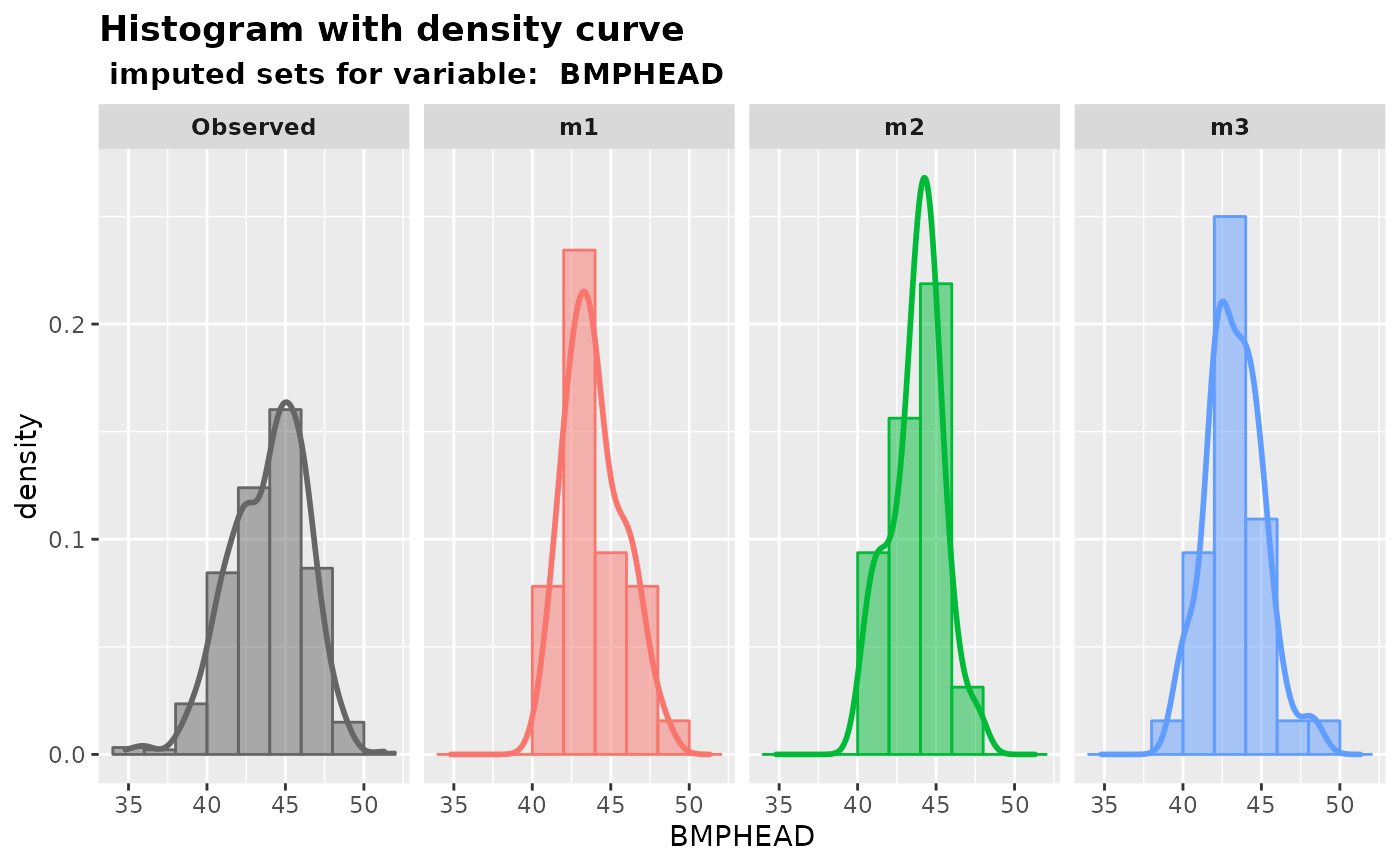 Histogram with density curve
imputed sets for variable:  BMPHEAD
Observed m1 m2 m3
density
0.2
0.1
0.0
35 40 45 50 35 40 45 50 35 40 45 50 35 40 45 50
BMPHEAD